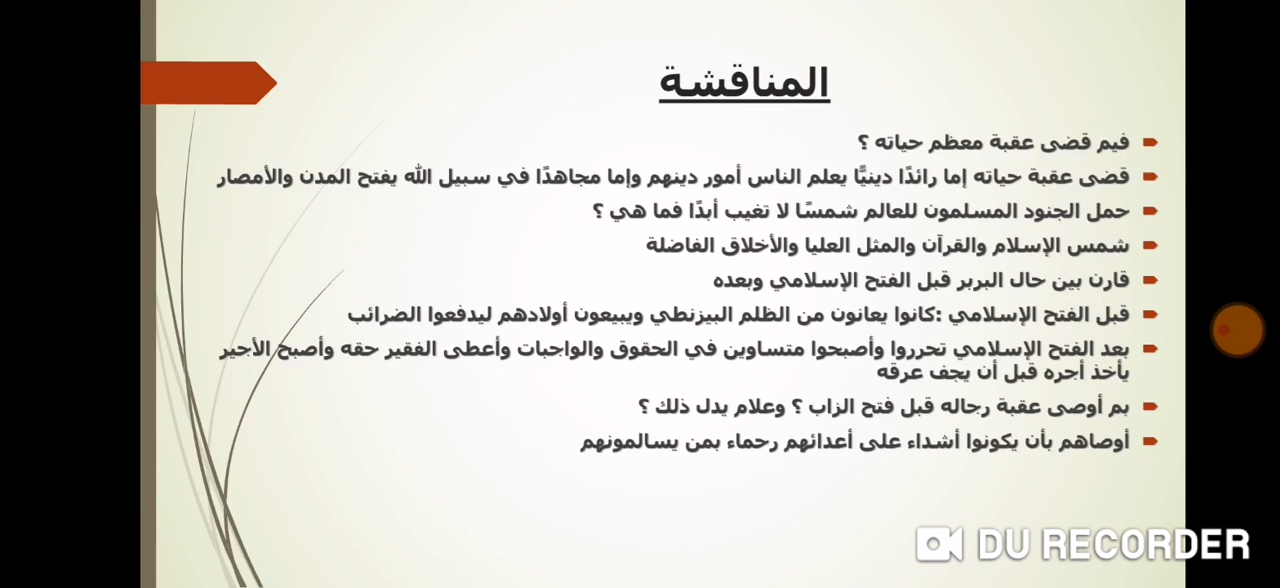 المناقشة
فيم قضى عقبة معظم حياته ؟
قضى عقبة حياته إما رائدًا دينيًّا يعلم الناس أمور دينهم وإما مجاهدًا في سبيل الله يفتح المدن والأمصار
حمل الجنود المسلمون للعالم شمسًا لا تغيب أبدًا فما هي ؟
شمس الإسلام والقرآن والمثل العليا والأخلاق الفاضلة
قارن بين حال البربر قبل الفتح الإسلامي وبعده
قبل الفتح الإسلامي :كانوا يعانون من الظلم البيزنطي ويبيعون أولادهم ليدفعوا الضرائب
بعد الفتح الإسلامي تحرروا وأصبحوا متساوين في الحقوق والواجبات وأعطى الفقير حقه وأصبح الأجير
يأخذ أجره قبل أن يجف عرقه
بم أوصى عقبة رجاله قبل فتح الزاب ؟ وعلام يدل ذلك ؟
أوصاهم بأن يكونوا أشداء على أعدائهم رحماء بمن يسالمونهم
DU RECORDER